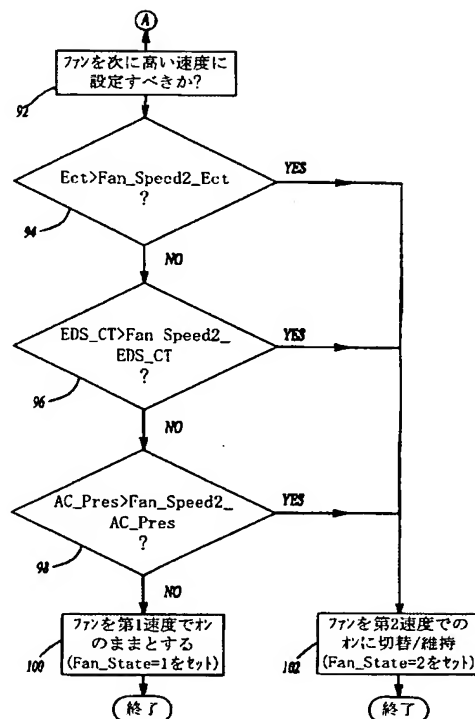 A
ファンを次に高い速度に
設定すべきか?
92
Ect>Fan_Speed2_Ect
?
YES
94
NO
EDS_CT>Fan Speed2_
EDS_CT
?
YES
96
NO
AC_Pres>Fan_Speed2_
AC_Pres
?
YES
98
NO
ファンを第1速度でオン
のままとする
(Fan_State=1をセット)
100
ファンを第2速度での
オンに切替/維持
(Fan_State=2をセット)
102
終了
終了